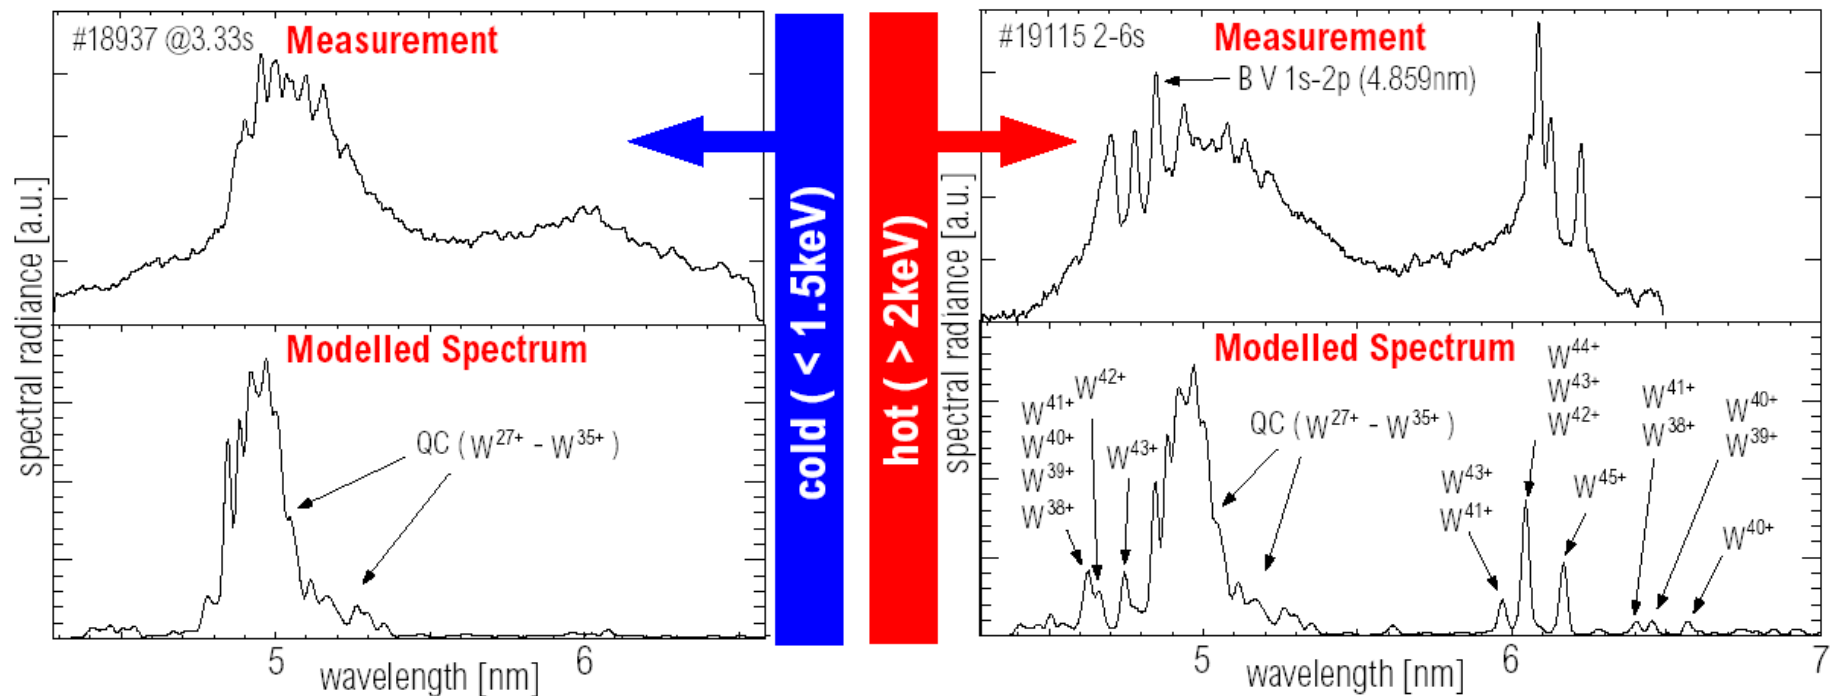 #18937 @3.33s Measurement
spectral radiance [a.u.]
Modelled Spectrum
QC ( W27+ - W35+ )
5 6
wavelength [nm]
cold ( < 1.5keV)
hot ( > 2keV)
#19115 2-6s Measurement
B V 1s-2p (4.859nm)
spectral radiance [a.u.]
Modelled Spectrum
W42+
W41+
W40+
W39+
W38+
W43+
QC ( W27+ - W35+ )
W44+
W43+
W42+
W43+
W41+
W45+
W41+
W38+
W40+
W39+
W40+
5 6 7
wavelength [nm]